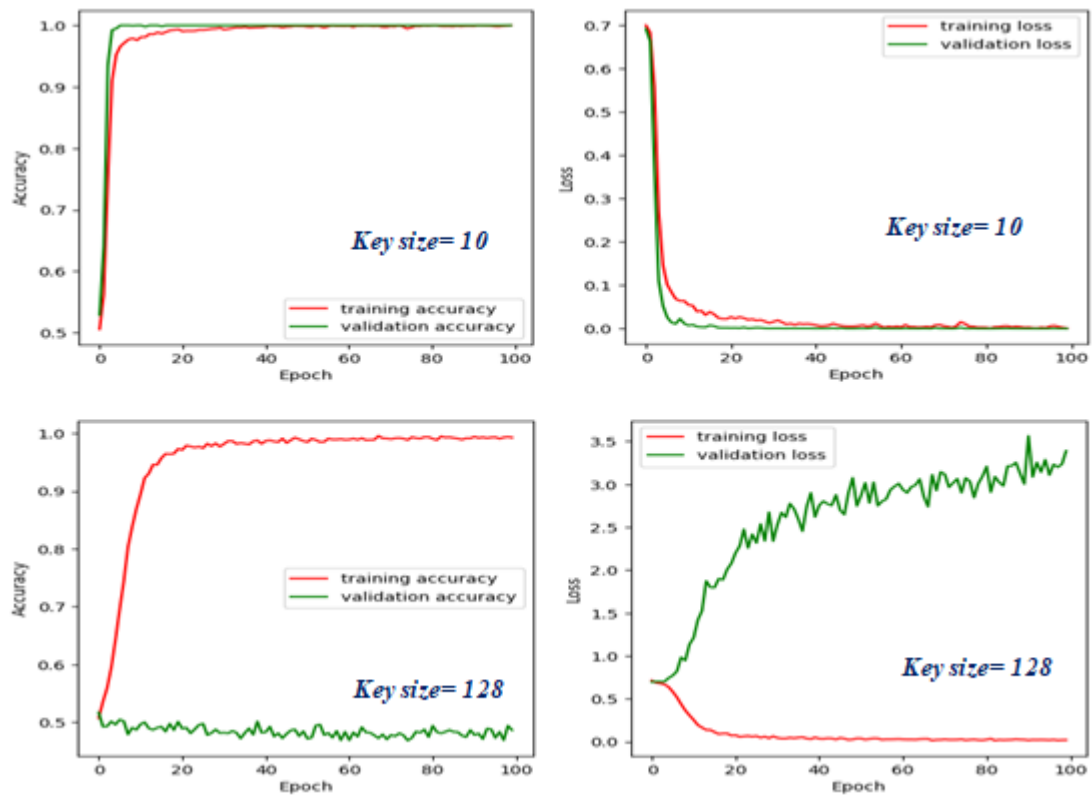 1.0
0.9
0.8
0.7
0.6
0.5
Accuracy
Key size= 10
training accuracy
validation accuracy
0 20 40 60 80 100
Epoch
0.7
0.6
0.5
0.4
0.3
0.2
0.1
0.0
Loss
training loss
validation loss
Key size= 10
0 20 40 60 80 100
Epoch
1.0
0.9
0.8
0.7
0.6
0.5
Accuracy
training accuracy
validation accuracy
Key size= 128
0 20 40 60 80 100
Epoch
3.5
3.0
2.5
2.0
1.5
1.0
0.5
0.0
Loss
training loss
validation loss
Key size= 128
0 20 40 60 80 100
Epoch